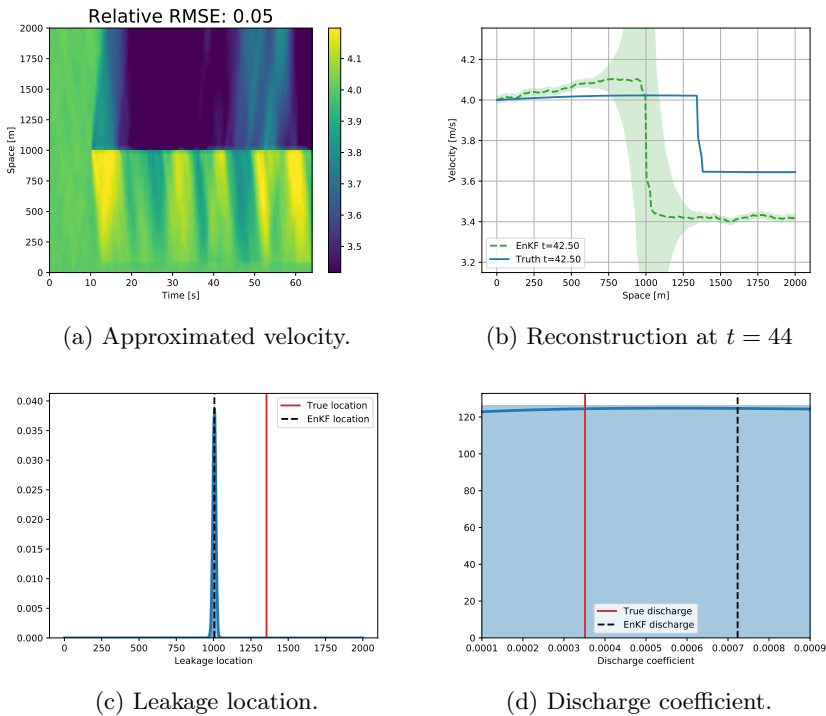 Relative RMSE: 0.05
2000
1750
1500
1250
1000
750
500
250
0
Space [m]
0 10 20 30 40 50 60
Time [s]
4.1
4.0
3.9
3.8
3.7
3.6
3.5
(a) Approximated velocity.
4.2
4.0
3.8
3.6
3.4
3.2
Velocity [m/s]
EnKF t=42.50
Truth t=42.50
0 250 500 750 1000 1250 1500 1750 2000
Space [m]
(b) Reconstruction at t = 44
0.040
0.035
0.030
0.025
0.020
0.015
0.010
0.005
0.000
True location
EnKF location
0 250 500 750 1000 1250 1500 1750 2000
Leakage location
(c) Leakage location.
120
100
80
60
40
20
0
True discharge
EnKF discharge
0.0001 0.0002 0.0003 0.0004 0.0005 0.0006 0.0007 0.0008 0.0009
Discharge coefficient
(d) Discharge coefficient.